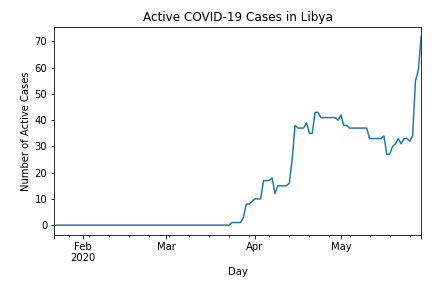 Active COVID-19 Cases in Libya
Number of Active Cases
70
60
50
40
30
20
10
0
Feb
2020
Mar
Apr
May
Day